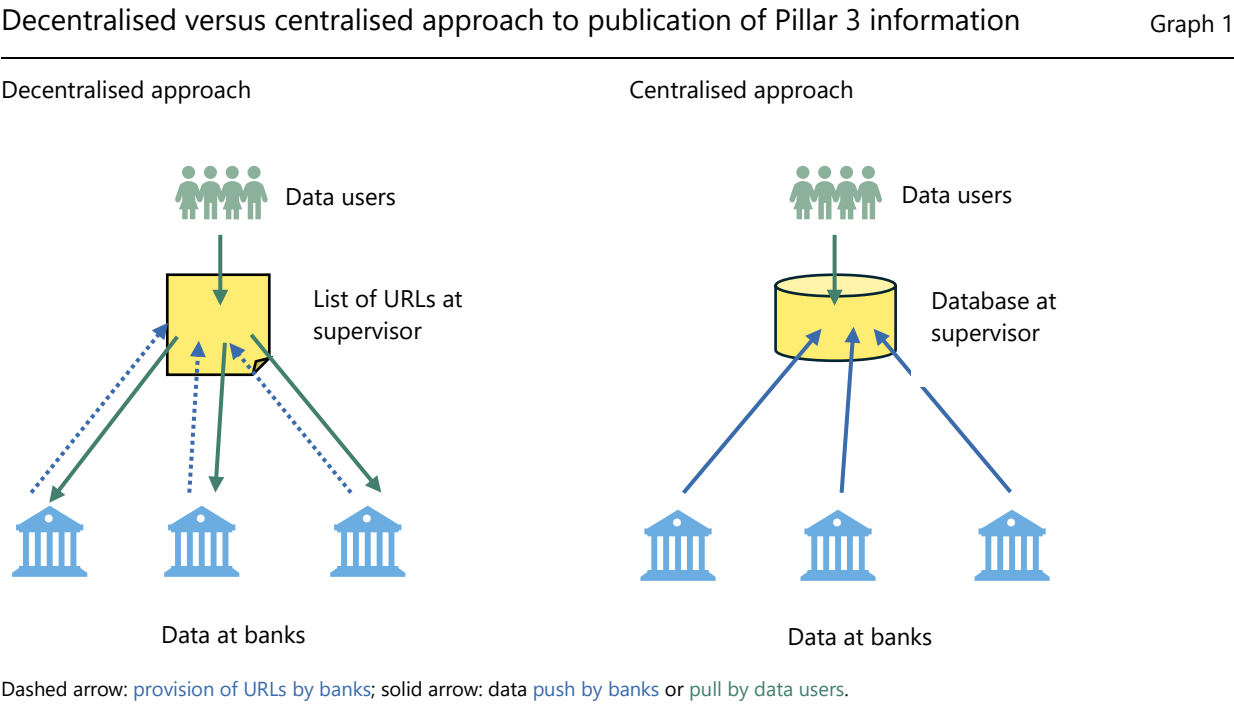 Decentralised versus centralised approach to publication of Pillar 3 information
Graph 1
Decentralised approach
Centralised approach
Data users
Data users
List of URLs at
supervisor
Database at
supervisor
Data at banks
Data at banks
Dashed arrow: provision of URLs by banks; solid arrow: data push by banks or pull by data users.